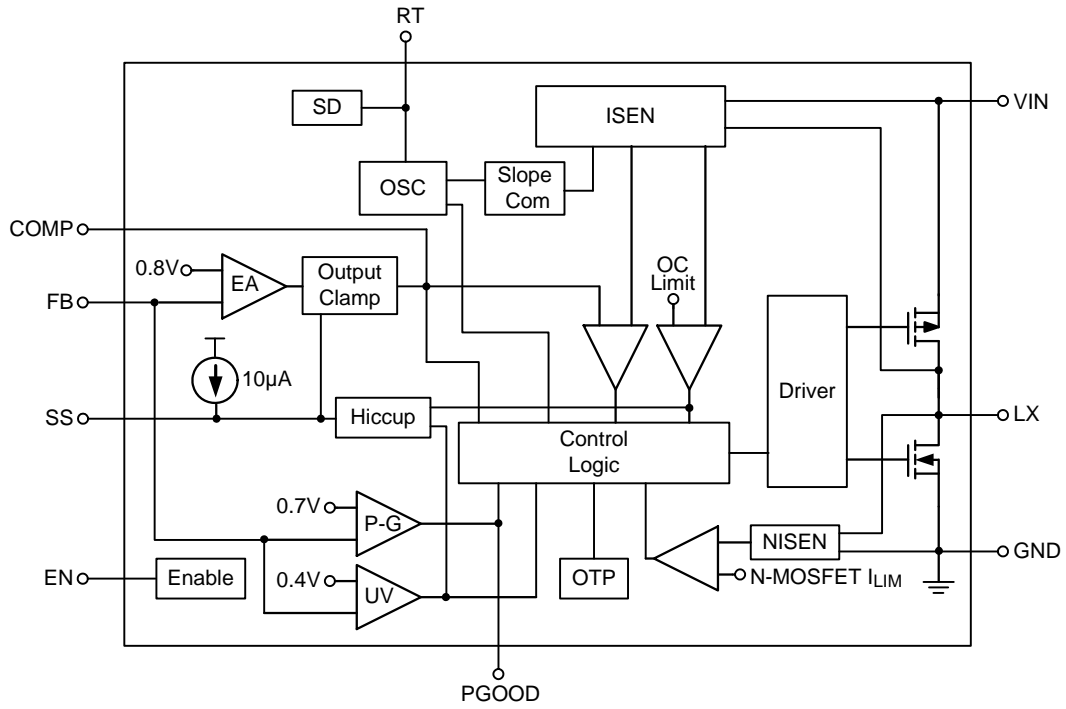 RT
SD
ISEN
VIN
OSC
Slope
Com
COMP
0.8V
EA
Output
Clamp
OC
Limit
FB
10µA
Driver
SS
Hiccup
LX
Control
Logic
0.7V
P-G
NISEN
GND
EN
Enable
0.4V
UV
OTP
N-MOSFET ILIM
PGOOD